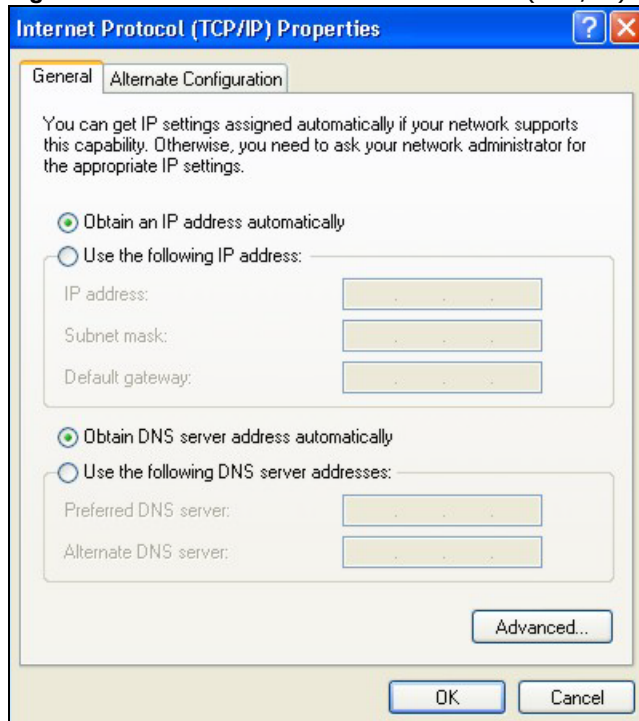 Internet Protocol (TCP/IP) Properties
General
Alternate Configuration
You can get IP settings assigned automatically if your network supports
this capability. Otherwise, you need to ask your network administrator for
the appropriate IP settings.
Obtain an IP address automatically
Use the following IP address:
IP address:
Subnet mask:
Default gateway:
Obtain DNS server address automatically
Use the following DNS server addresses:
Preferred DNS server:
Alternate DNS server:
Advanced...
OK
Cancel